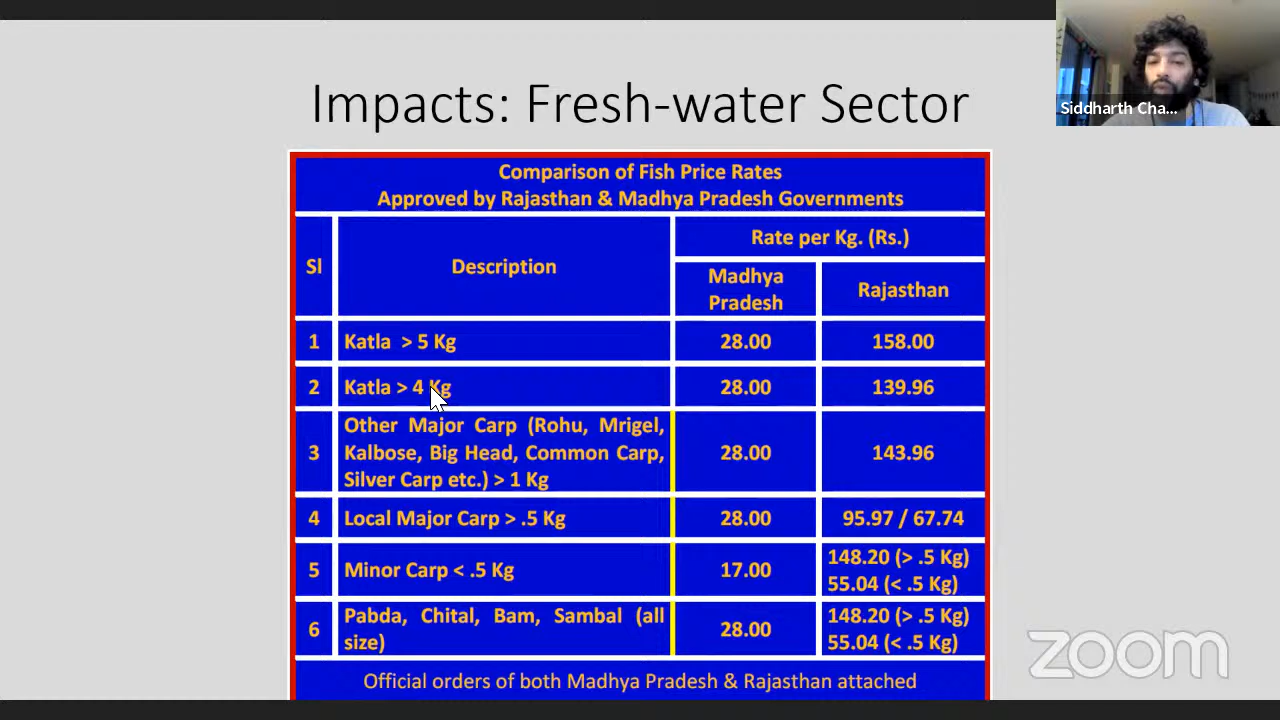 Impacts: Fresh-water Sector
Siddharth Cha...
Comparison of Fish Price Rates
Approved by Rajasthan & Madhya Pradesh Governments
Sl
Description
Rate per Kg. (Rs.)
Madhya
Pradesh
Rajasthan
1 Katla > 5 Kg 28.00 158.00
2 Katla > 4 Kg 28.00 139.96
3
Other Major Carp (Rohu, Mrigel,
Kalbose, Big Head, Common Carp,
Silver Carp etc.) > 1 Kg
28.00
143.96
4 Local Major Carp > .5 Kg 28.00 95.97 / 67.74
5 Minor Carp < .5 Kg 17.00
148.20 (> .5 Kg)
55.04 (< .5 Kg)
6
Pabda, Chital, Bam, Sambal (all
size)
28.00
148.20 (> .5 Kg)
55.04 (< .5 Kg)
Official orders of both Madhya Pradesh & Rajasthan attached
zoom